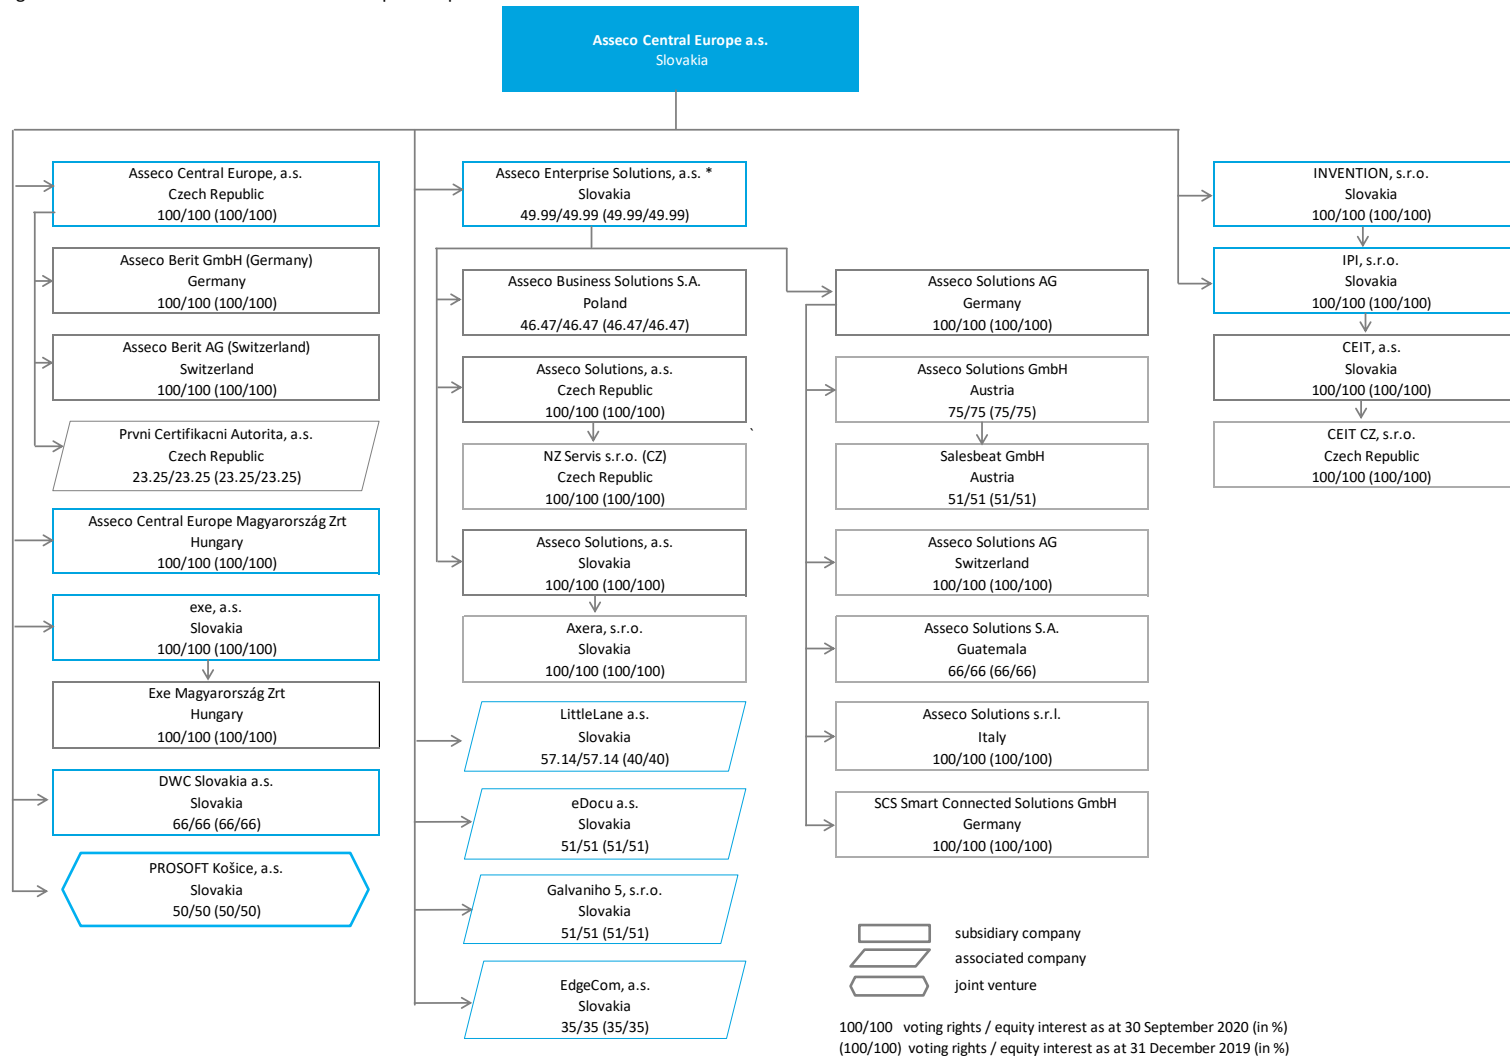 Asseco Central Europe a.s.
Slovakia
Asseco Central Europe, a.s.
Czech Republic
100/100 (100/100)
Asseco Berit GmbH (Germany)
Germany
100/100 (100/100)
Asseco Berit AG (Switzerland)
Switzerland
100/100 (100/100)
Prvni Certifikacni Autorita, a.s.
Czech Republic
23.25/23.25 (23.25/23.25)
Asseco Central Europe Magyarország Zrt
Hungary
100/100 (100/100)
exe, a.s.
Slovakia
100/100 (100/100)
Exe Magyarország Zrt
Hungary
100/100 (100/100)
DWC Slovakia a.s.
Slovakia
66/66 (66/66)
PROSOFT Košice, a.s.
Slovakia
50/50 (50/50)
Asseco Enterprise Solutions, a.s. *
Slovakia
49.99/49.99 (49.99/49.99)
Asseco Business Solutions S.A.
Poland
46.47/46.47 (46.47/46.47)
Asseco Solutions, a.s.
Czech Republic
100/100 (100/100)
NZ Servis s.r.o. (CZ)
Czech Republic
100/100 (100/100)
Asseco Solutions, a.s.
Slovakia
100/100 (100/100)
Axera, s.r.o.
Slovakia
100/100 (100/100)
LittleLane a.s.
Slovakia
57.14/57.14 (40/40)
eDocu a.s.
Slovakia
51/51 (51/51)
Galvaniho 5, s.r.o.
Slovakia
51/51 (51/51)
EdgeCom, a.s.
Slovakia
35/35 (35/35)
Asseco Solutions AG
Germany
100/100 (100/100)
Asseco Solutions GmbH
Austria
75/75 (75/75)
Salesbeat GmbH
Austria
51/51 (51/51)
Asseco Solutions AG
Switzerland
100/100 (100/100)
Asseco Solutions S.A.
Guatemala
66/66 (66/66)
Asseco Solutions s.r.l.
Italy
100/100 (100/100)
SCS Smart Connected Solutions GmbH
Germany
100/100 (100/100)
INVENTION, s.r.o.
Slovakia
100/100 (100/100)
IPI, s.r.o.
Slovakia
100/100 (100/100)
CEIT, a.s.
Slovakia
100/100 (100/100)
CEIT CZ, s.r.o.
Czech Republic
100/100 (100/100)
subsidiary company
associated company
joint venture
100/100 voting rights / equity interest as at 30 September 2020 (in %)
(100/100) voting rights / equity interest as at 31 December 2019 (in %)